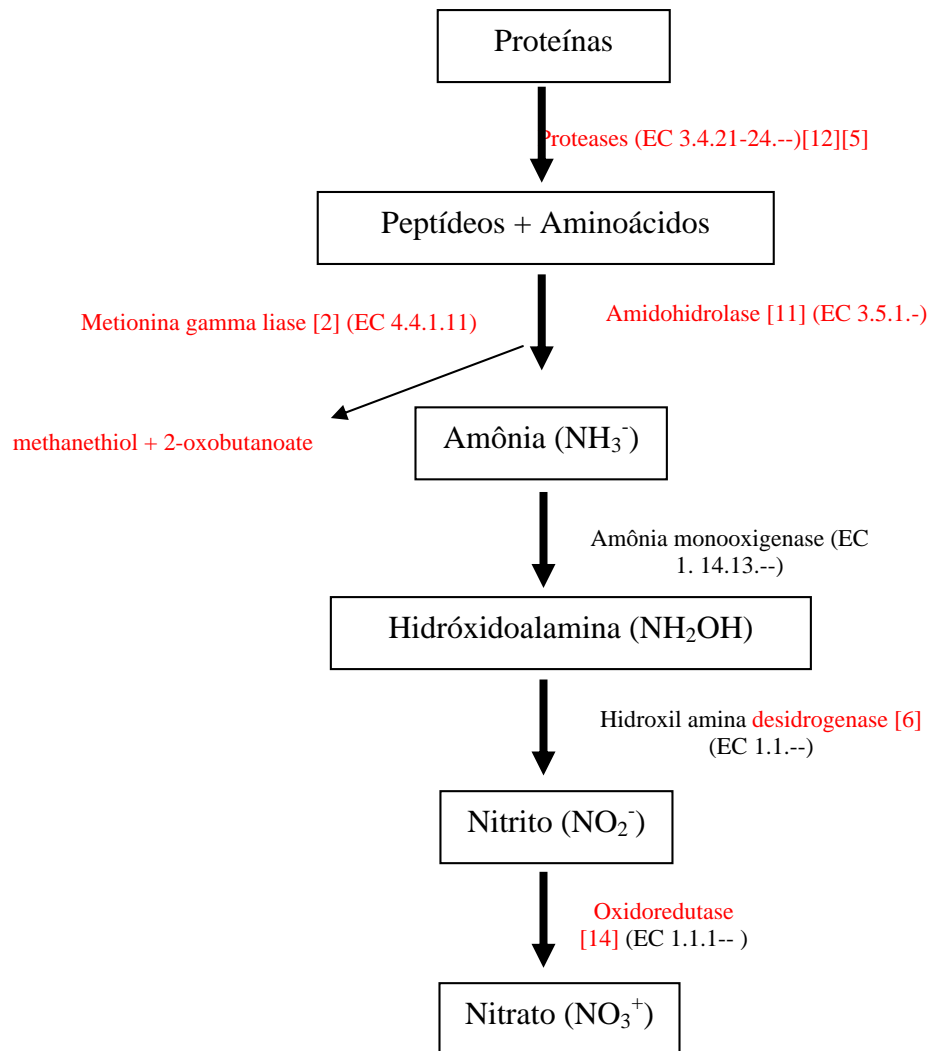 Proteínas
Proteases (EC 3.4.21-24.--)[12][5]
Peptídeos + Aminoácidos
Metionina gamma liase [2] (EC 4.4.1.11)
Amidohidrolase [11] (EC 3.5.1.-)
methanethiol + 2-oxobutanoate
Amônia (NH₃⁻)
Amônia monooxigenase (EC
1. 14.13.--)
Hidróxidoalamina (NH₂OH)
Hidroxil amina desidrogenase [6]
(EC 1.1.--)
Nitrito (NO₂⁻)
Oxidoredutase
[14] (EC 1.1.1-- )
Nitrato (NO₃⁺)